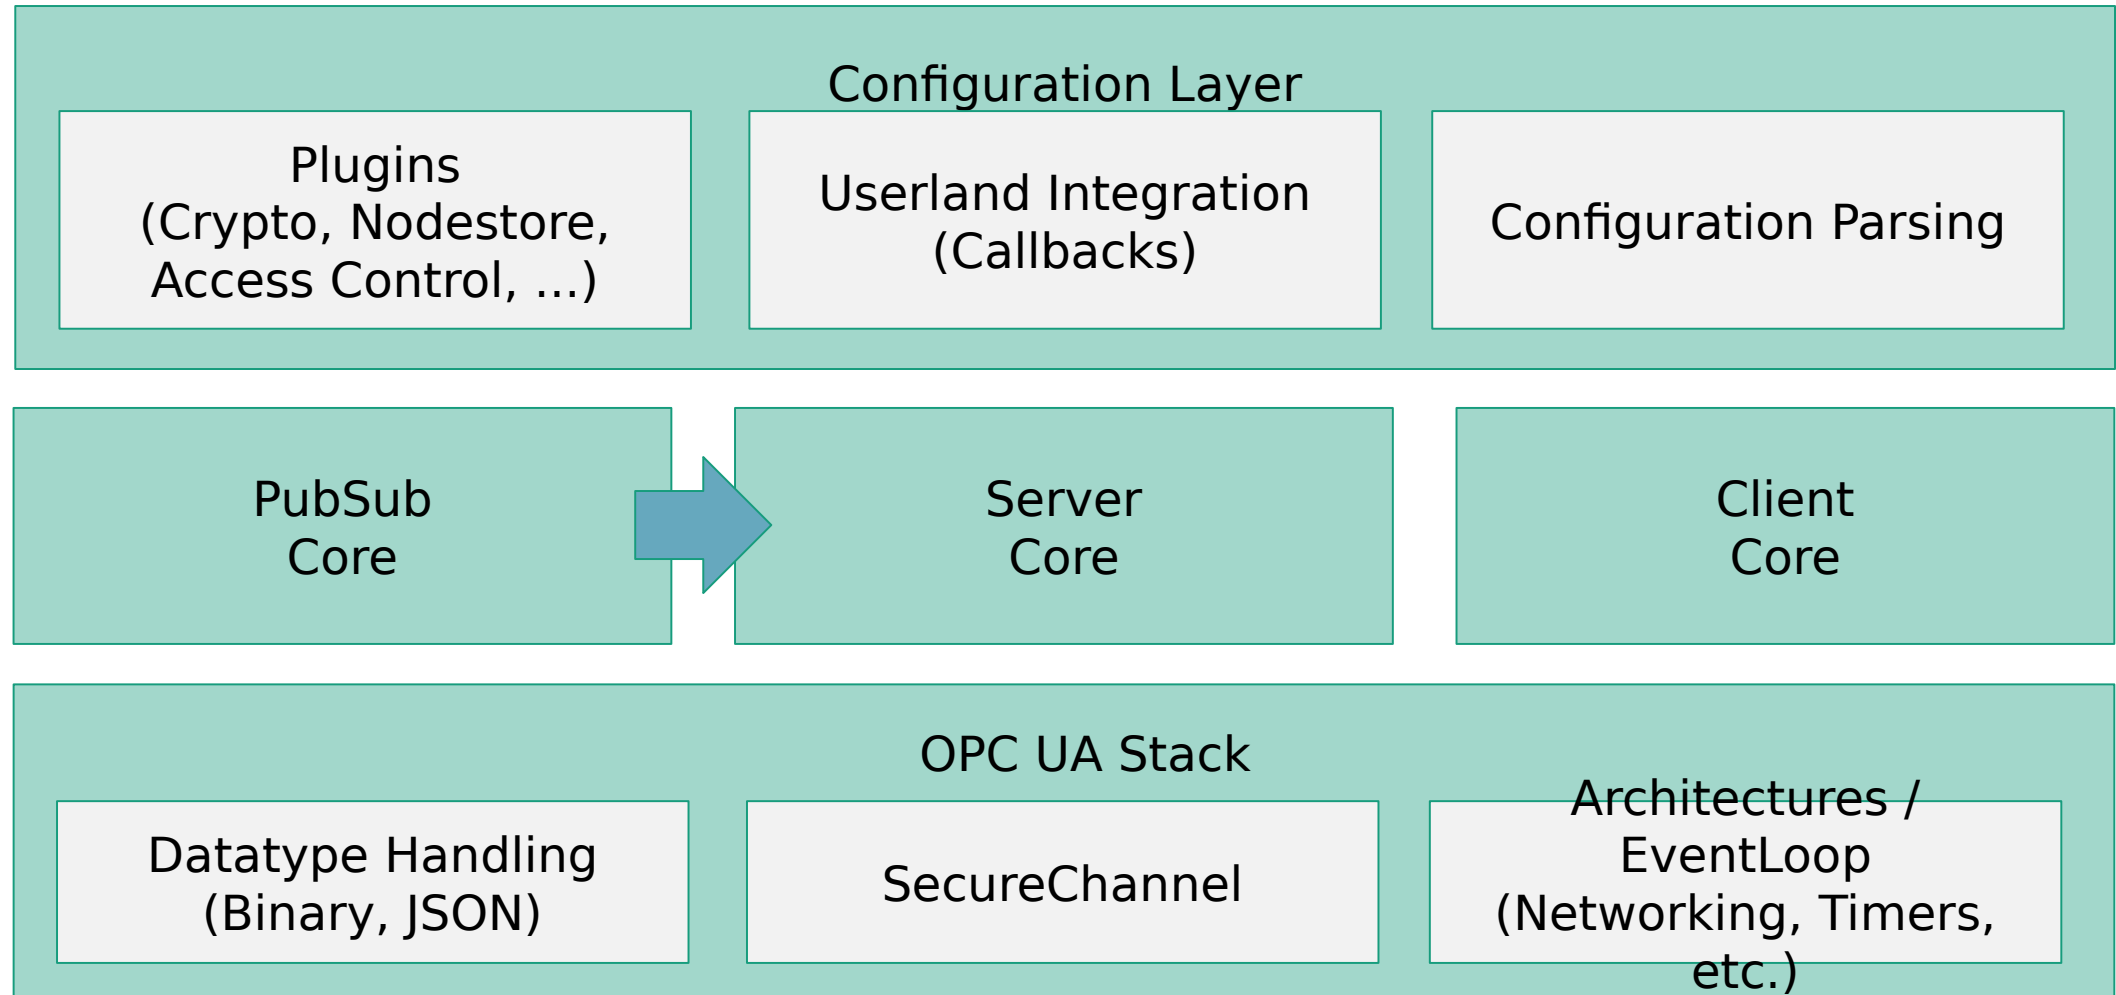 Configuration Layer
Plugins
(Crypto, Nodestore,
Access Control, ...)
Userland Integration
(Callbacks)
Configuration Parsing
PubSub
Core
Server
Core
Client
Core
OPC UA Stack
Datatype Handling
(Binary, JSON)
SecureChannel
Architectures /
EventLoop
(Networking, Timers,
etc.)